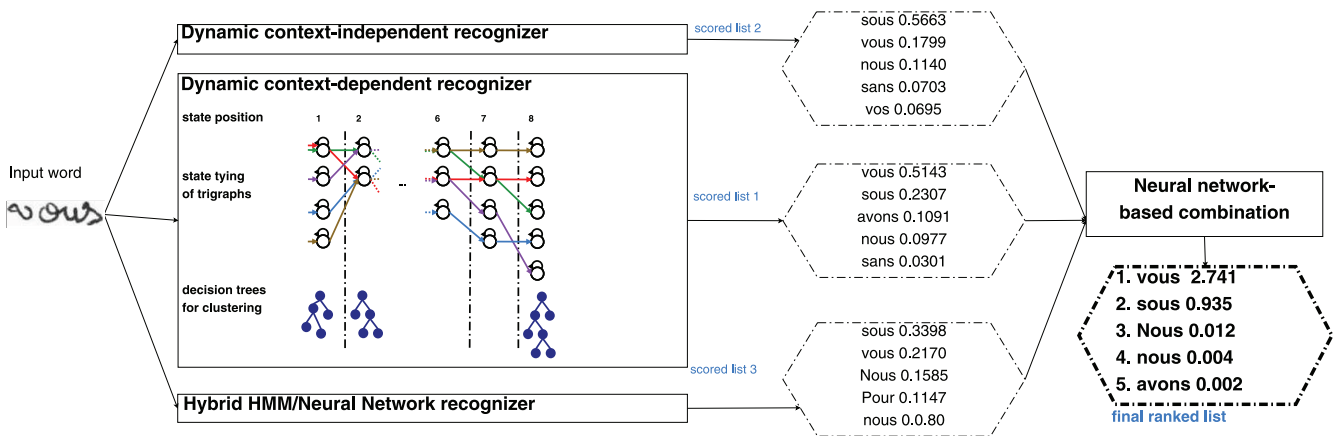 Input word
vous
Dynamic context-independent recognizer
Dynamic context-dependent recognizer
state position
1 2 6 7 8
state tying
of trigraphs
...
decision trees
for clustering
Hybrid HMM/Neural Network recognizer
scored list 2
scored list 1
scored list 3
sous 0.5663
vous 0.1799
nous 0.1140
sans 0.0703
vos 0.0695
vous 0.5143
sous 0.2307
avons 0.1091
nous 0.0977
sans 0.0301
sous 0.3398
vous 0.2170
Nous 0.1585
Pour 0.1147
nous 0.0.80
Neural network-
based combination
1. vous 2.741
2. sous 0.935
3. Nous 0.012
4. nous 0.004
5. avons 0.002
final ranked list